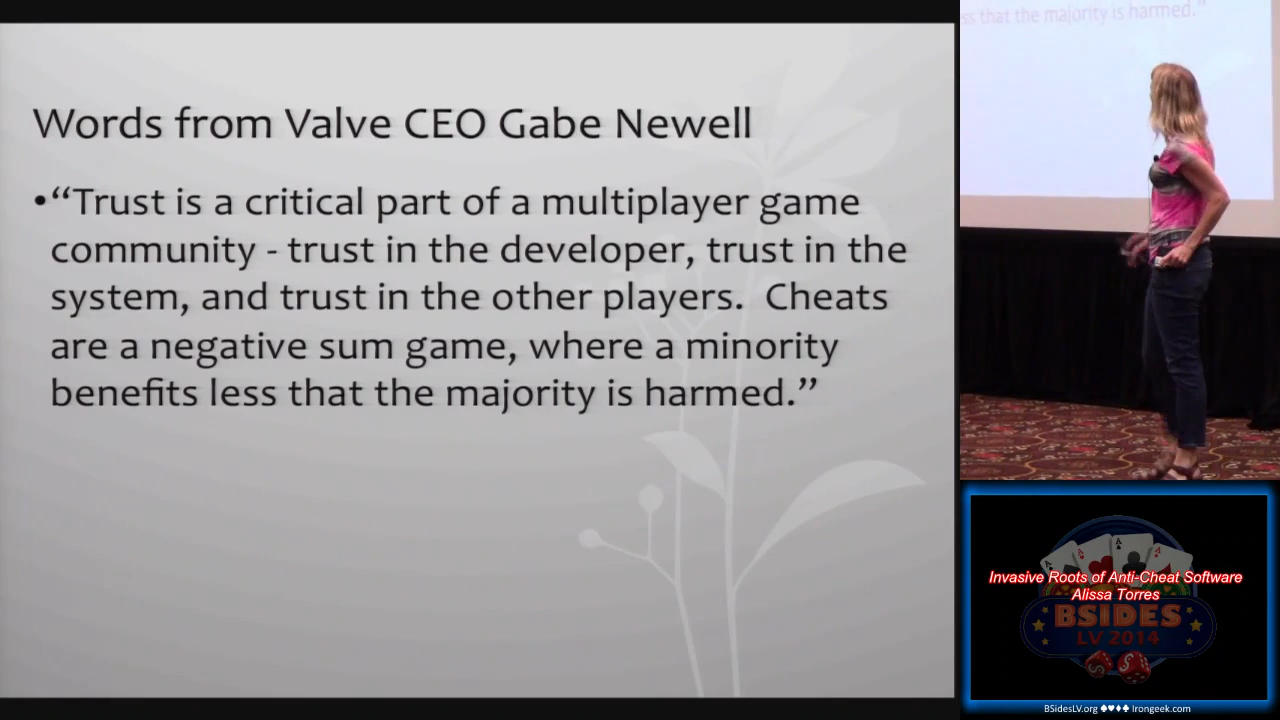 Words from Valve CEO Gabe Newell
•“Trust is a critical part of a multiplayer game
community - trust in the developer, trust in the
system, and trust in the other players.  Cheats
are a negative sum game, where a minority
benefits less that the majority is harmed.”
ss that the majority is harmed.”
Invasive Roots of Anti-Cheat Software
Alissa Torres
BSIDES
LV 2014
BSidesLV.org ♠♥♦♣ Irongeek.com